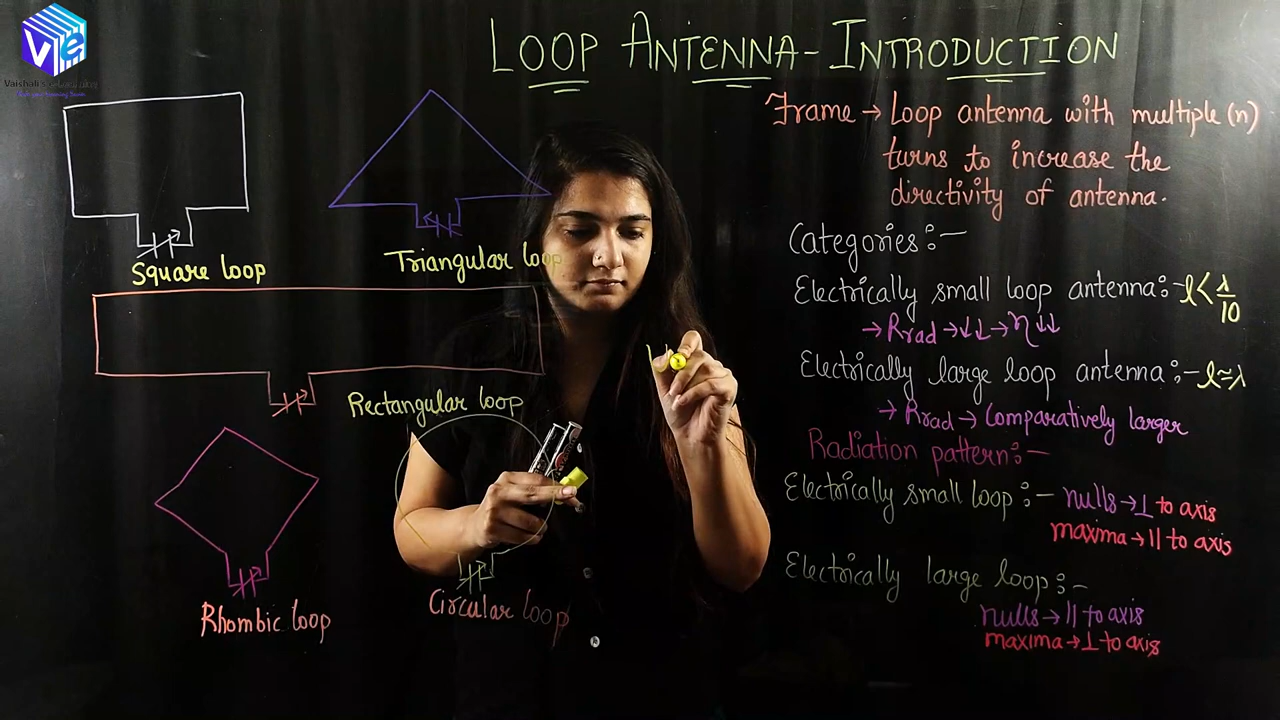 VIe
LOOP ANTENNA - INTRODUCTION
Square loop
Triangular loop
Rectangular loop
Rhombic loop
Circular loop
Frame → Loop antenna with multiple (n)
turns to increase the
directivity of antenna.
Categories :-
Electrically small loop antenna :- l < λ/10
→ Rrad → ↓↓ → η ↓↓
Electrically large loop antenna :- l ≈ λ
→ Rrad → Comparatively larger
Radiation pattern :-
Electrically small loop :- nulls → ⊥ to axis
maxima → || to axis
Electrically large loop :-
nulls → || to axis
maxima → ⊥ to axis